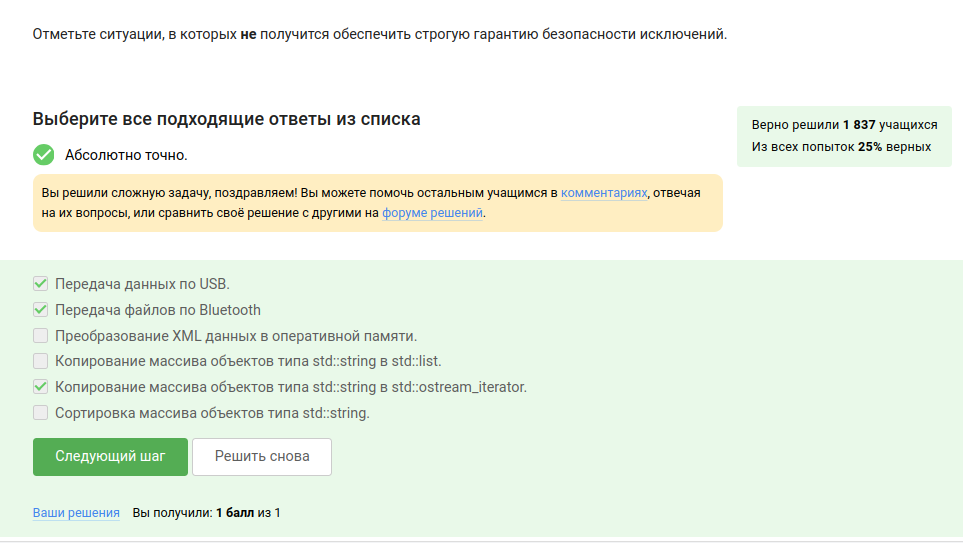 Отметьте ситуации, в которых не получится обеспечить строгую гарантию безопасности исключений.
Выберите все подходящие ответы из списка
Верно решили 1 837 учащихся
Из всех попыток 25% верных
Абсолютно точно.
Вы решили сложную задачу, поздравляем! Вы можете помочь остальным учащимся в комментариях, отвечая
на их вопросы, или сравнить своё решение с другими на форуме решений.
Передача данных по USB.
Передача файлов по Bluetooth
Преобразование XML данных в оперативной памяти.
Копирование массива объектов типа std::string в std::list.
Копирование массива объектов типа std::string в std::ostream_iterator.
Сортировка массива объектов типа std::string.
Следующий шаг
Решить снова
Ваши решения Вы получили: 1 балл из 1